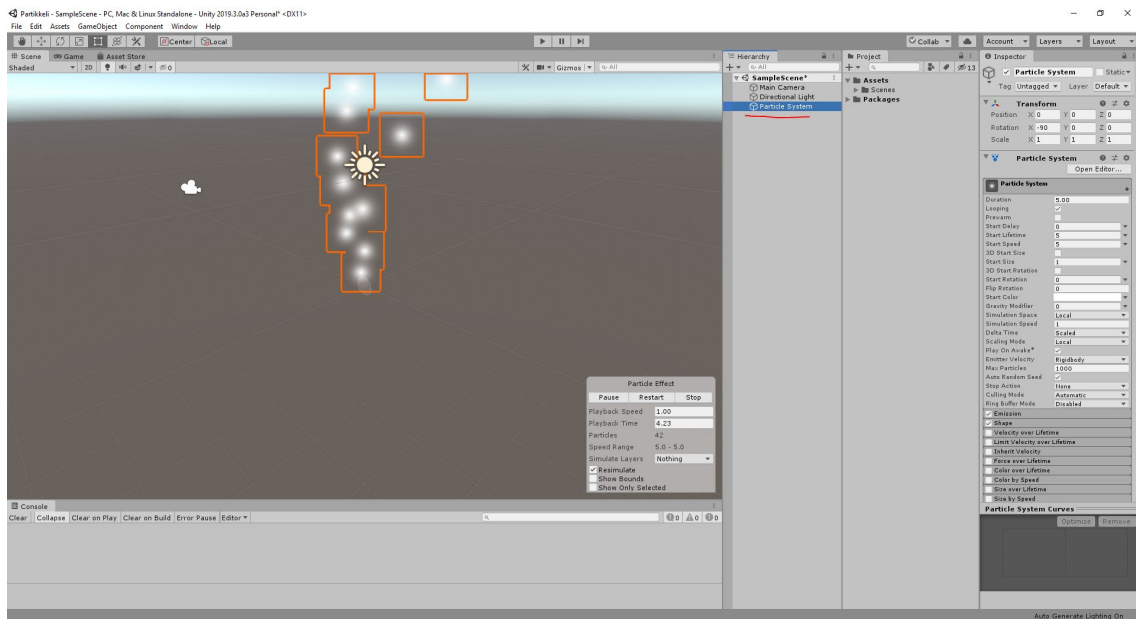 Partikkeli - SampleScene - PC, Mac & Linux Standalone - Unity 2019.3.0a3 Personal* <DX11>
File Edit Assets GameObject Component Window Help
Center Local
Collab
Account Layers Layout
Scene Game Asset Store
Shaded 2D 0 Gizmos All
Hierarchy
All
SampleScene*
Main Camera
Directional Light
Particle System
Project
13
Assets
Scenes
Packages
Inspector
Particle System Static
Tag Untagged Layer Default
Transform
Position X 0 Y 0 Z 0
Rotation X -90 Y 0 Z 0
Scale X 1 Y 1 Z 1
Particle System
Open Editor...
Particle System
Duration 5.00
Looping
Prewarm
Start Delay 0
Start Lifetime 5
Start Speed 5
3D Start Size
Start Size 1
3D Start Rotation
Start Rotation 0
Flip Rotation 0
Start Color
Gravity Modifier 0
Simulation Space Local
Simulation Speed 1
Delta Time Scaled
Scaling Mode Local
Play On Awake*
Emitter Velocity Rigidbody
Max Particles 1000
Auto Random Seed
Stop Action None
Culling Mode Automatic
Ring Buffer Mode Disabled
Emission
Shape
Velocity over Lifetime
Limit Velocity over Lifetime
Inherit Velocity
Force over Lifetime
Color over Lifetime
Color by Speed
Size over Lifetime
Size by Speed
Particle System Curves
Optimize Remove
Particle Effect
Pause Restart Stop
Playback Speed 1.00
Playback Time 4.23
Particles 42
Speed Range 5.0 - 5.0
Simulate Layers Nothing
Resimulate
Show Bounds
Show Only Selected
Console
Clear Collapse Clear on Play Clear on Build Error Pause Editor 0 0 0
Auto Generate Lighting On